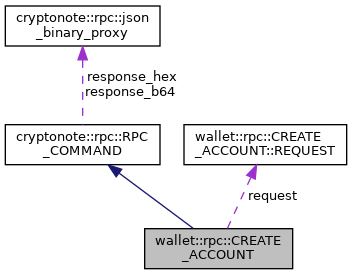 cryptonote::rpc::json
_binary_proxy
response_hex
response_b64
cryptonote::rpc::RPC
_COMMAND
wallet::rpc::CREATE
_ACCOUNT::REQUEST
request
wallet::rpc::CREATE
_ACCOUNT